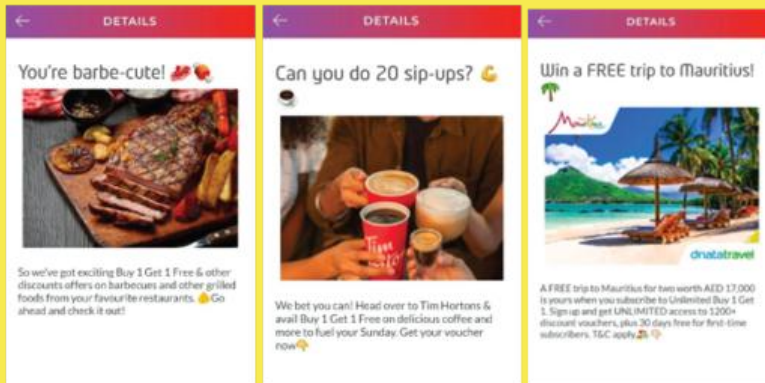 DETAILS
You're barbe-cute! 🥓🍖
So we've got exciting Buy 1 Get 1 Free & other
discounts offers on barbecues and other grilled
foods from your favourite restaurants. Go
ahead and check it out!
DETAILS
Can you do 20 sip-ups? 💪
☕
Tim
Hortons
We bet you can! Head over to Tim Hortons &
avail Buy 1 Get 1 Free on delicious coffee and
more to fuel your Sunday. Get your voucher
now
DETAILS
Win a FREE trip to Mauritius!
🌴
dnatatravel
A FREE trip to Mauritius for two worth AED 17,000
is yours when you subscribe to Unlimited Buy 1 Get
1. Sign up and get UNLIMITED access to 1200+
discount vouchers, plus 30 days free for first-time
subscribers. T&C apply.